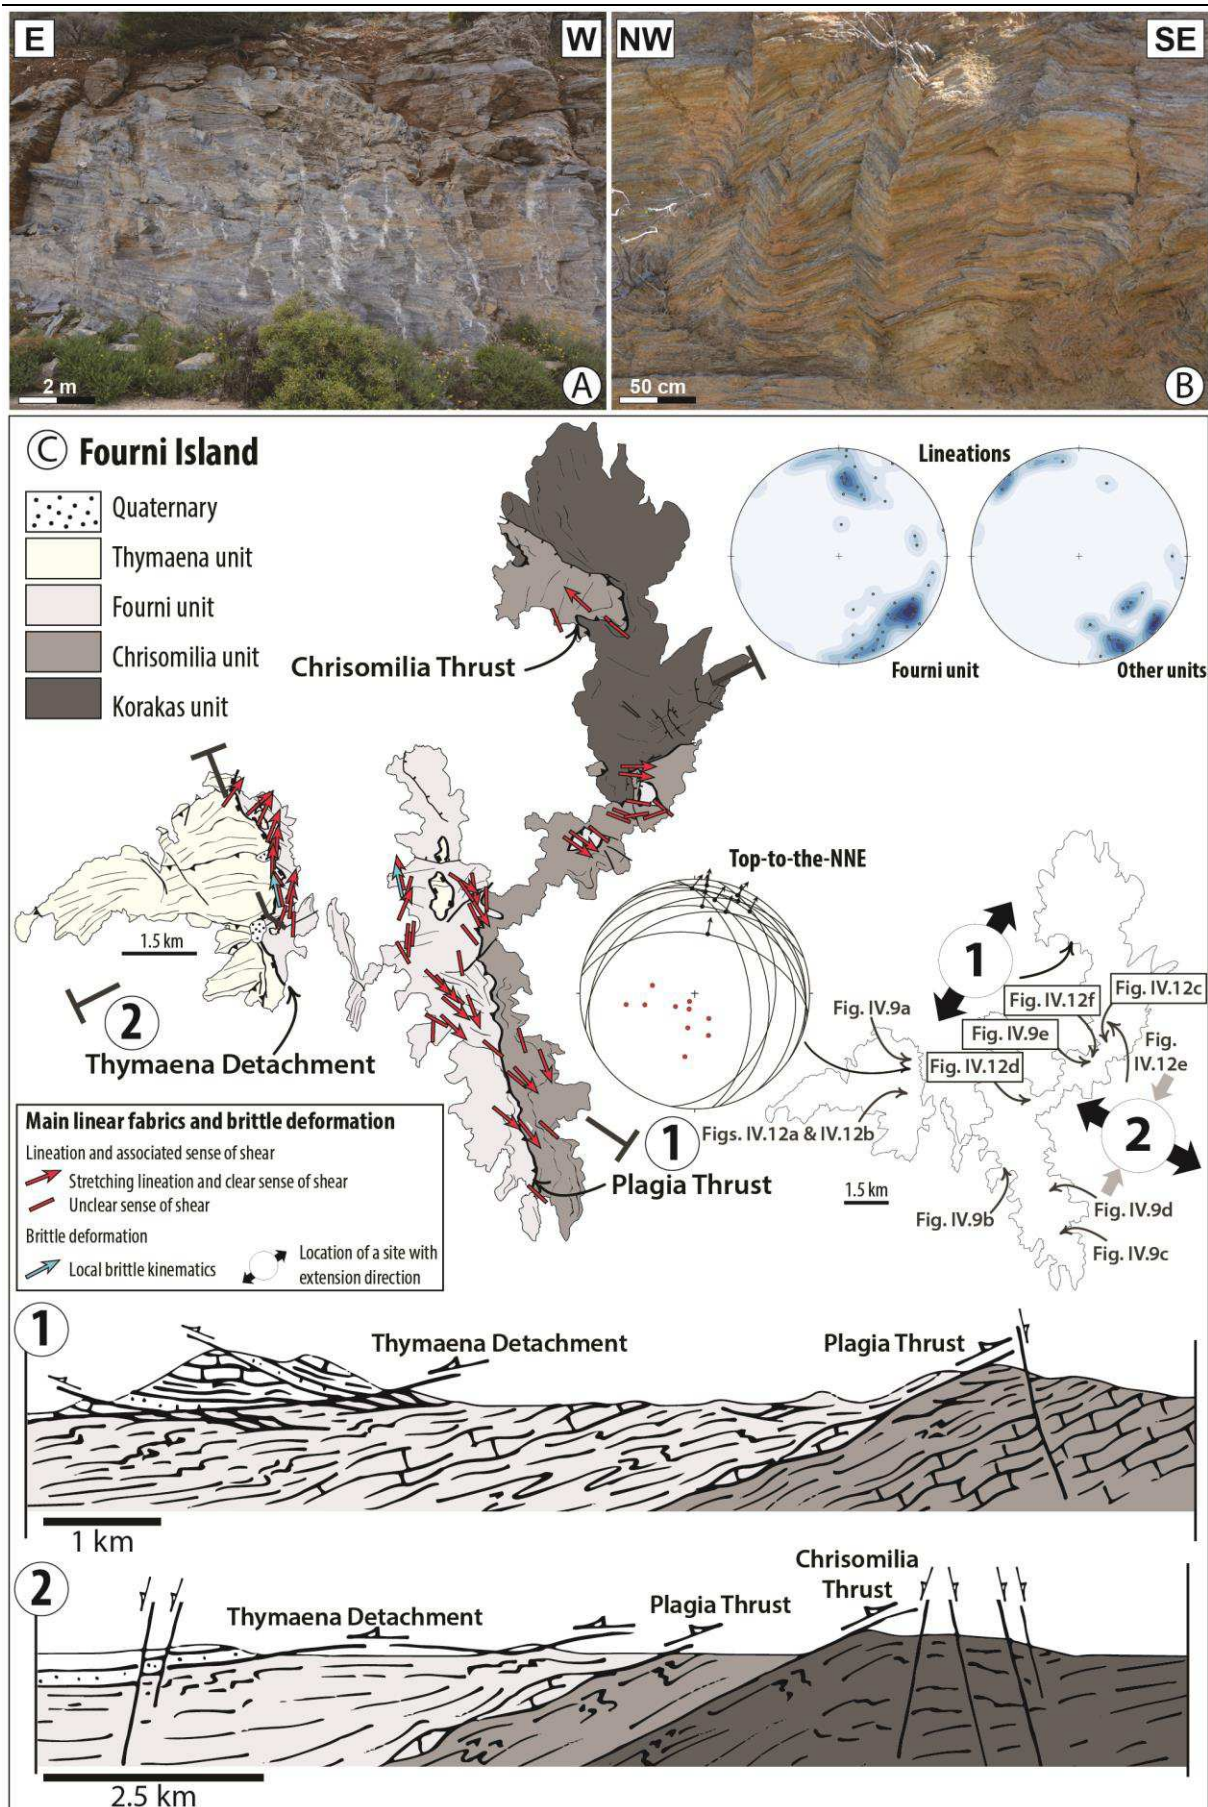 E
W
2 m
A
NW
SE
50 cm
B
C Fourni Island
Quaternary
Thymaena unit
Fourni unit
Chrisomilia unit
Korakas unit
Lineations
Fourni unit
Other units
Chrisomilia Thrust
1.5 km
2
Thymaena Detachment
Top-to-the-NNE
1
Plagia Thrust
1
Fig. IV.9a
Fig. IV.12f
Fig. IV.12c
Fig. IV.9e
Fig.
IV.12e
Fig. IV.12d
2
Figs. IV.12a & IV.12b
1.5 km
Fig. IV.9b
Fig. IV.9d
Fig. IV.9c
Main linear fabrics and brittle deformation
Lineation and associated sense of shear
Stretching lineation and clear sense of shear
Unclear sense of shear
Brittle deformation
Local brittle kinematics
Location of a site with
extension direction
1
Thymaena Detachment
Plagia Thrust
1 km
2
Thymaena Detachment
Plagia Thrust
Chrisomilia
Thrust
2.5 km